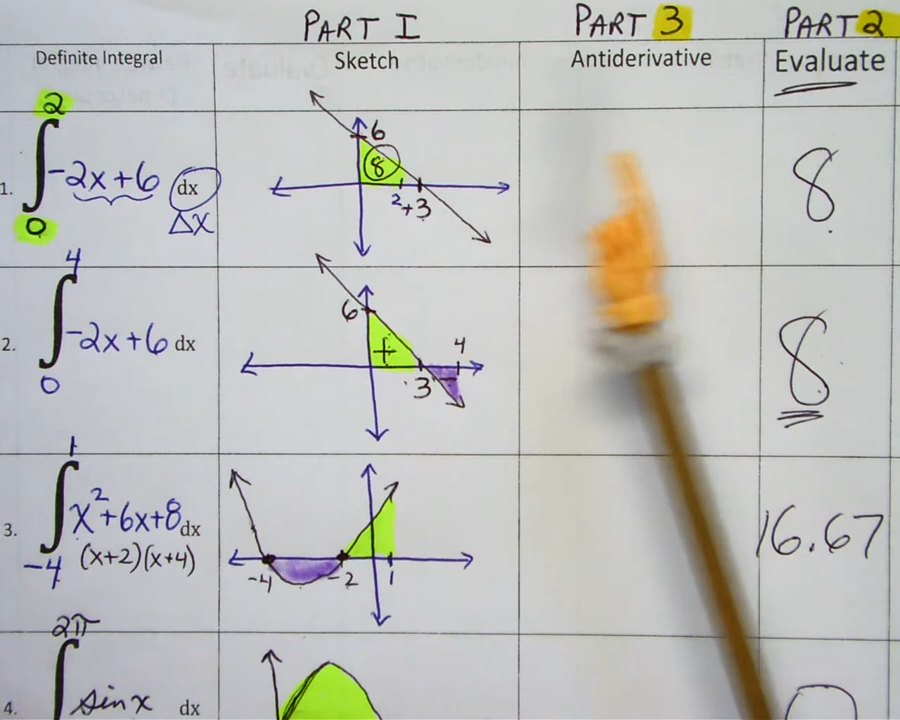 PART I PART 3 PART 2
Definite Integral Sketch Antiderivative Evaluate
1. ∫ 2 0 -2x+6 dx Δx 6 8 2 +3 8
2. ∫ 4 0 -2x+6 dx 6 + 3 4 − 8
3. ∫ 1 -4 x²+6x+8 dx -4 -2 1 16.67
(x+2)(x+4)
4. ∫ 2π sin x dx